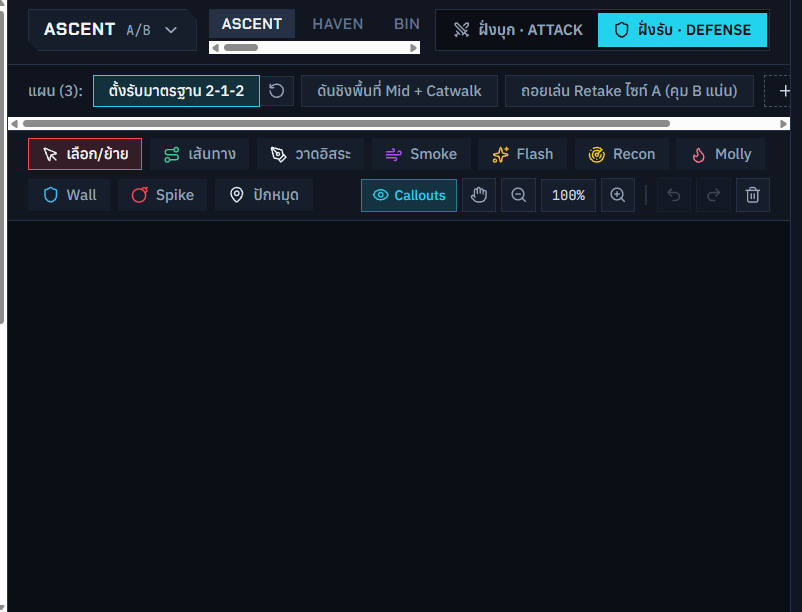 ASCENT A/B ASCENT HAVEN BIN ฝั่งบุก · ATTACK ฝั่งรับ · DEFENSE
แผน (3): ตั้งรับมาตรฐาน 2-1-2 ดันชิงพื้นที่ Mid + Catwalk ถอยเล่น Retake ไซท์ A (คุม B แน่น) +
เลือก/ย้าย เส้นทาง วาดอิสระ Smoke Flash Recon Molly
Wall Spike ปักหมุด Callouts 100%